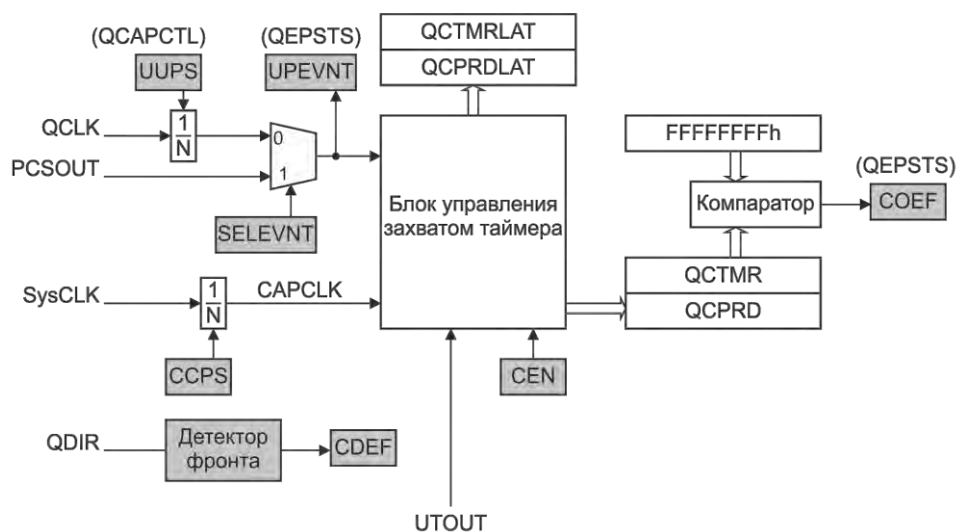 (QCAPCTL)
UUPS
(QEPSTS)
UPEVNT
QCTMRLAT
QCPRDLAT
QCLK
1
N
0
PCSOUT
1
SELEVNT
Блок управления
захватом таймера
FFFFFFFFh
Компаратор
(QEPSTS)
COEF
QCTMR
QCPRD
SysCLK
1
N
CAPCLK
CCPS
CEN
QDIR
Детектор
фронта
CDEF
UTOUT